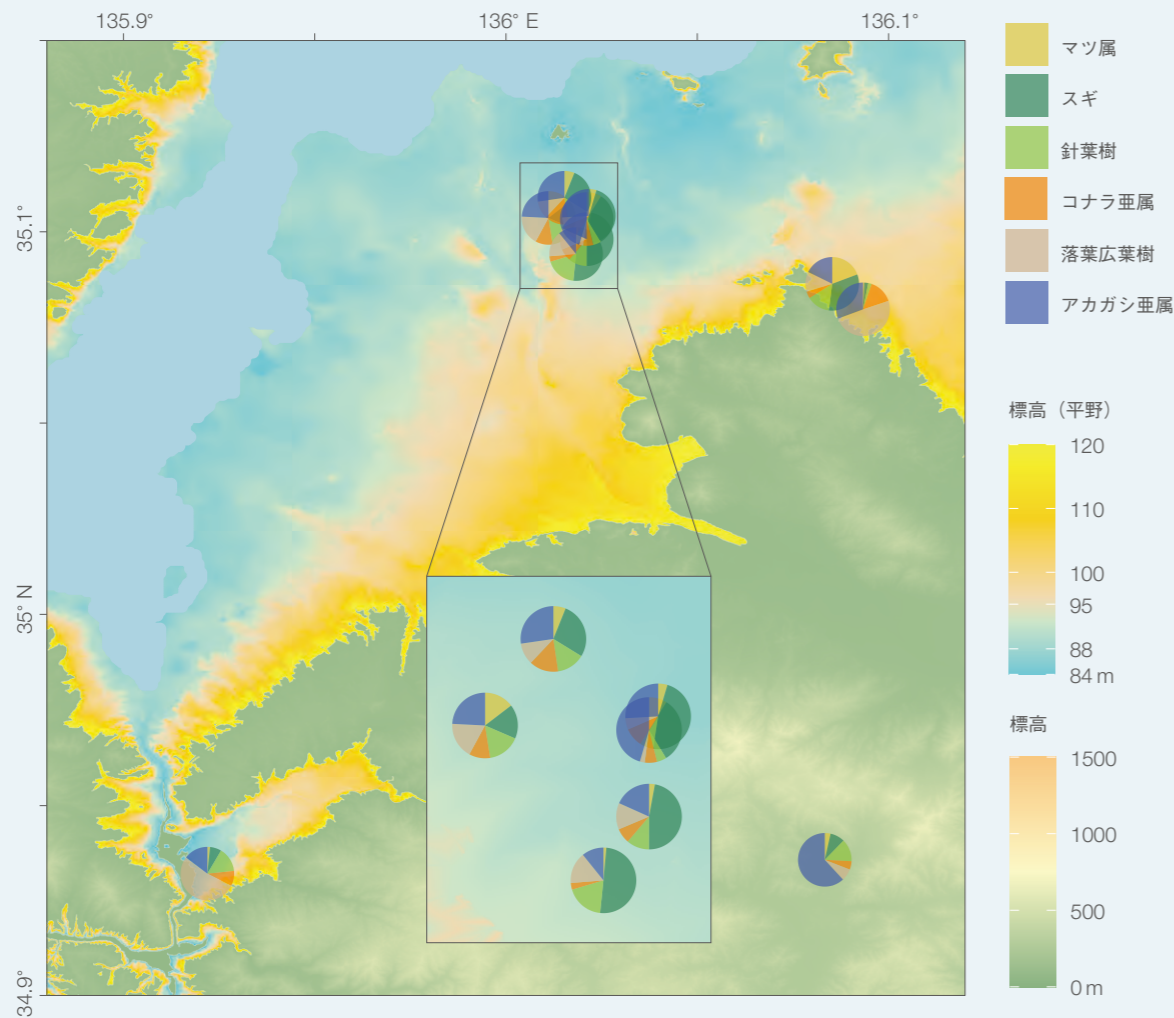 135.9°
136° E
136.1°
35.1°
35° N
34.9°
マツ属
スギ
針葉樹
コナラ亜属
落葉広葉樹
アカガシ亜属
標高（平野）
120
110
100
95
88
84 m
標高
1500
1000
500
0 m